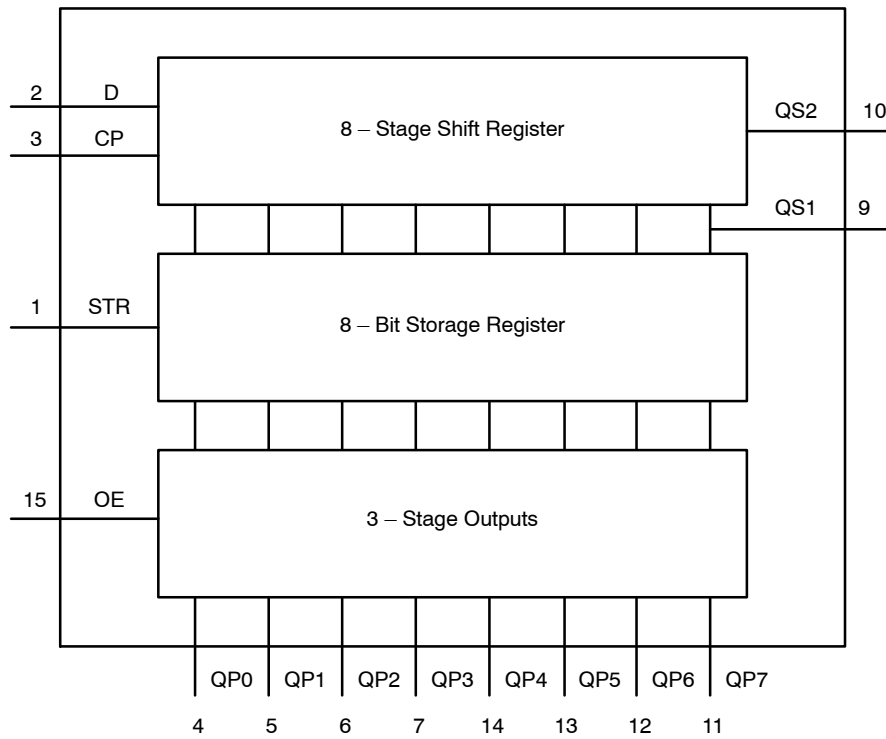 2 D
3 CP
8 – Stage Shift Register
QS2 10
QS1 9
1 STR
8 – Bit Storage Register
15 OE
3 – Stage Outputs
QP0 QP1 QP2 QP3 QP4 QP5 QP6 QP7
4 5 6 7 14 13 12 11